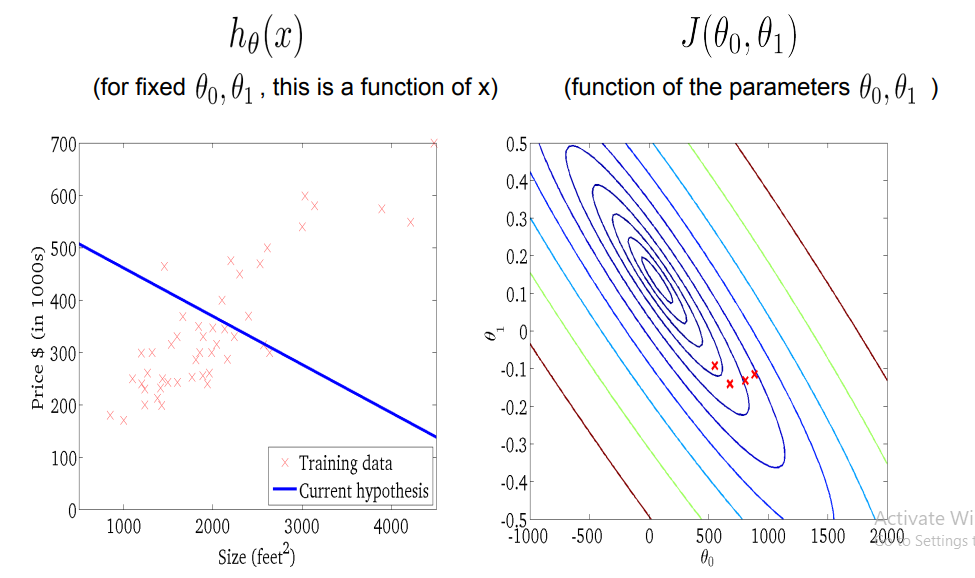 h_θ(x)
(for fixed θ₀, θ₁, this is a function of x)
J(θ₀, θ₁)
(function of the parameters θ₀, θ₁ )
700
600
500
400
300
200
100
0
Price $ (in 1000s)
1000 2000 3000 4000
Size (feet²)
Training data
Current hypothesis
0.5
0.4
0.3
0.2
0.1
0
-0.1
-0.2
-0.3
-0.4
-0.5
θ₁
-1000 -500 0 500 1000 1500 2000
θ₀
Activate Wi
to Settings t